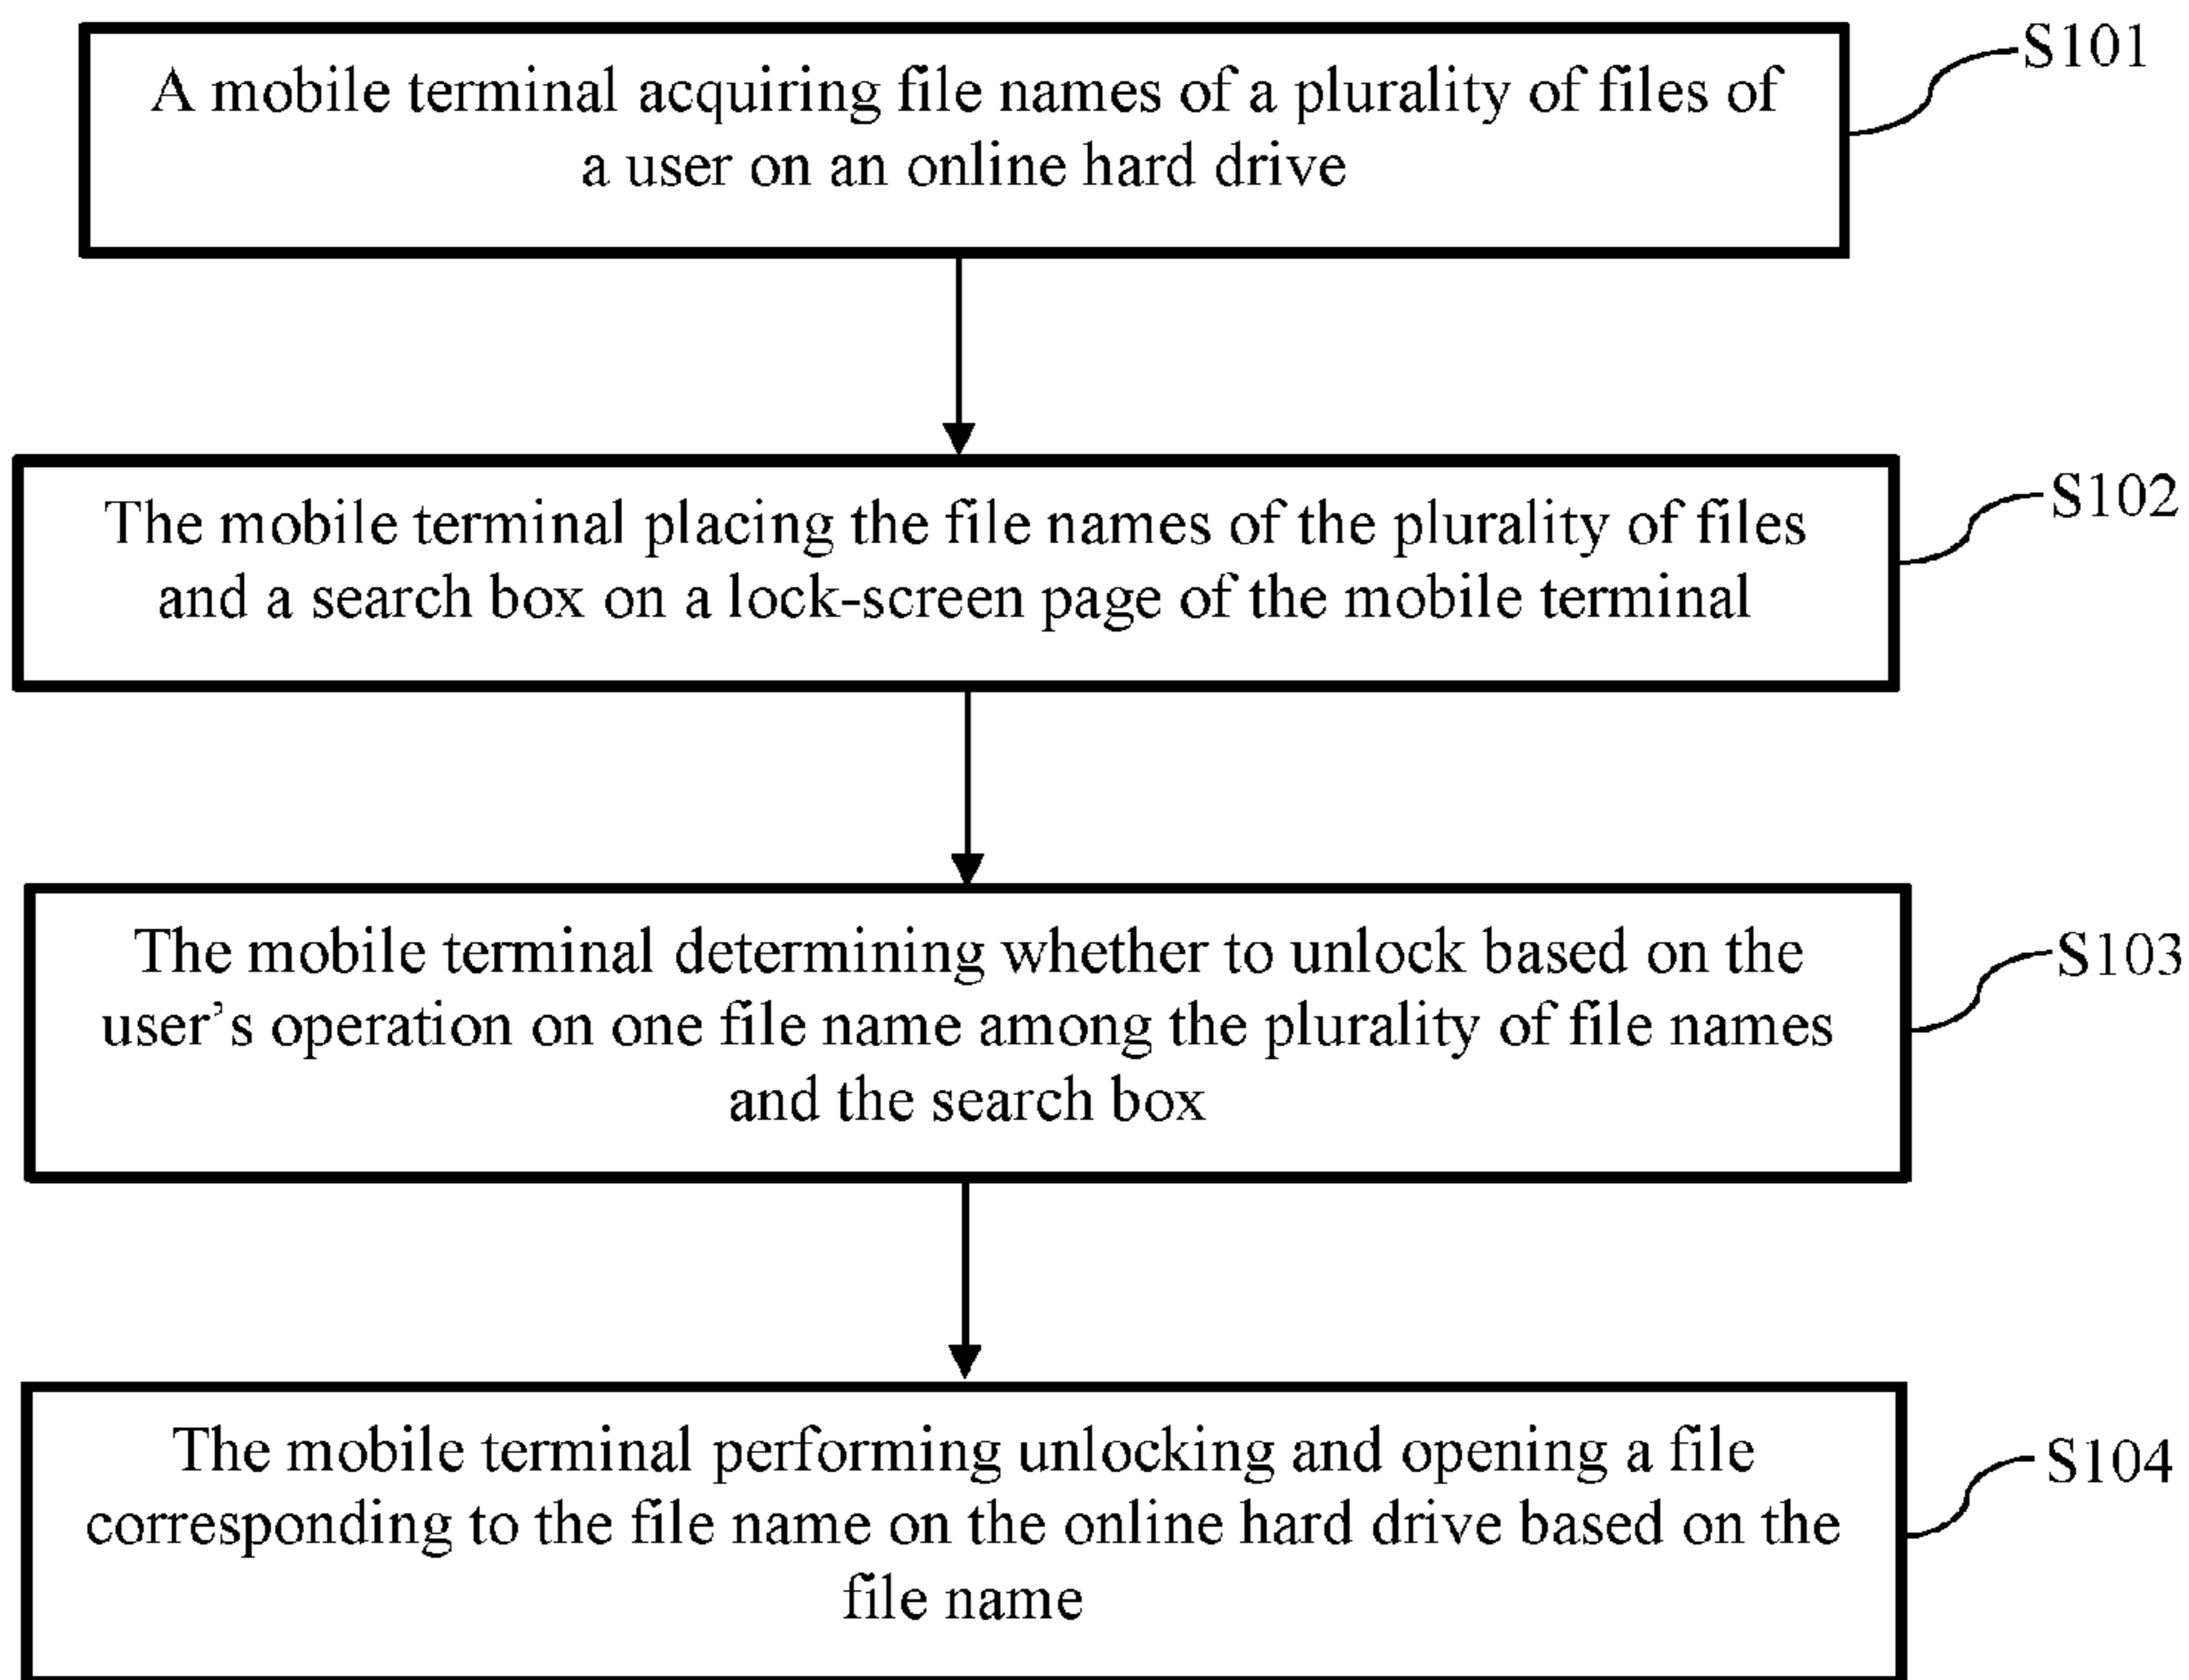 A mobile terminal acquiring file names of a plurality of files of
a user on an online hard drive
S101
The mobile terminal placing the file names of the plurality of files
and a search box on a lock-screen page of the mobile terminal
S102
The mobile terminal determining whether to unlock based on the
user’s operation on one file name among the plurality of file names
and the search box
S103
The mobile terminal performing unlocking and opening a file
corresponding to the file name on the online hard drive based on the
file name
S104